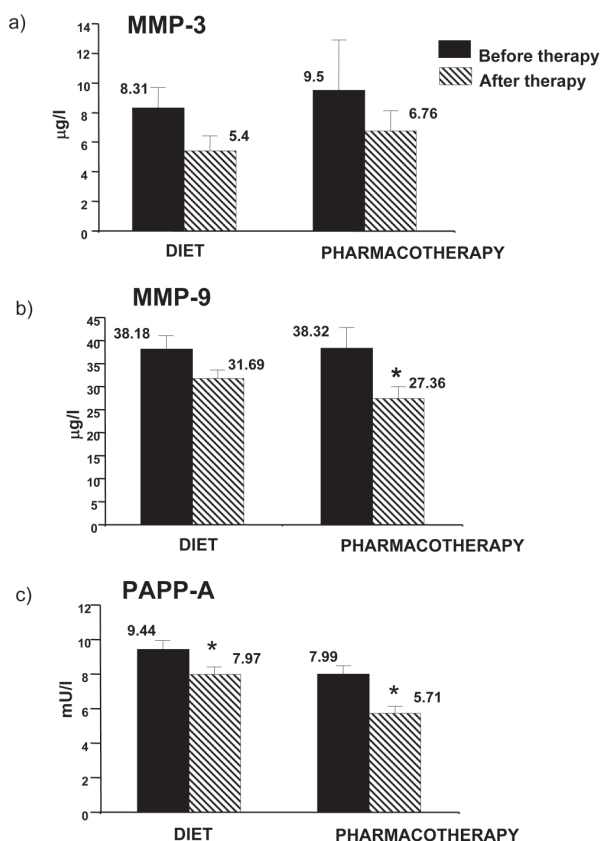 a)
MMP-3
Before therapy
After therapy
μg/l
14
12
10
8
6
4
2
0
8.31
5.4
9.5
6.76
DIET
PHARMACOTHERAPY
b)
MMP-9
μg/l
45
40
35
30
25
20
15
10
5
0
38.18
31.69
38.32
*
27.36
DIET
PHARMACOTHERAPY
c)
PAPP-A
mU/l
12
10
8
6
4
2
0
9.44
*
7.97
7.99
*
5.71
DIET
PHARMACOTHERAPY